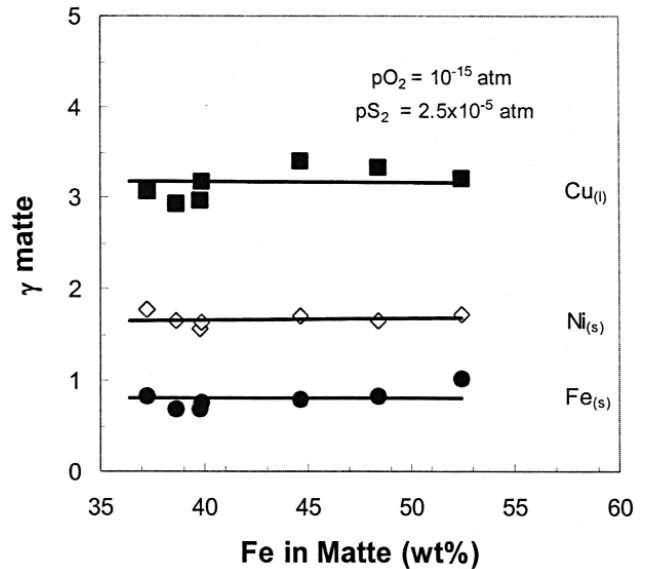 5
pO₂ = 10⁻¹⁵ atm
pS₂ = 2.5x10⁻⁵ atm
4
3
Cu(l)
γ matte
2
Ni(s)
1
Fe(s)
0
35 40 45 50 55 60
Fe in Matte (wt%)